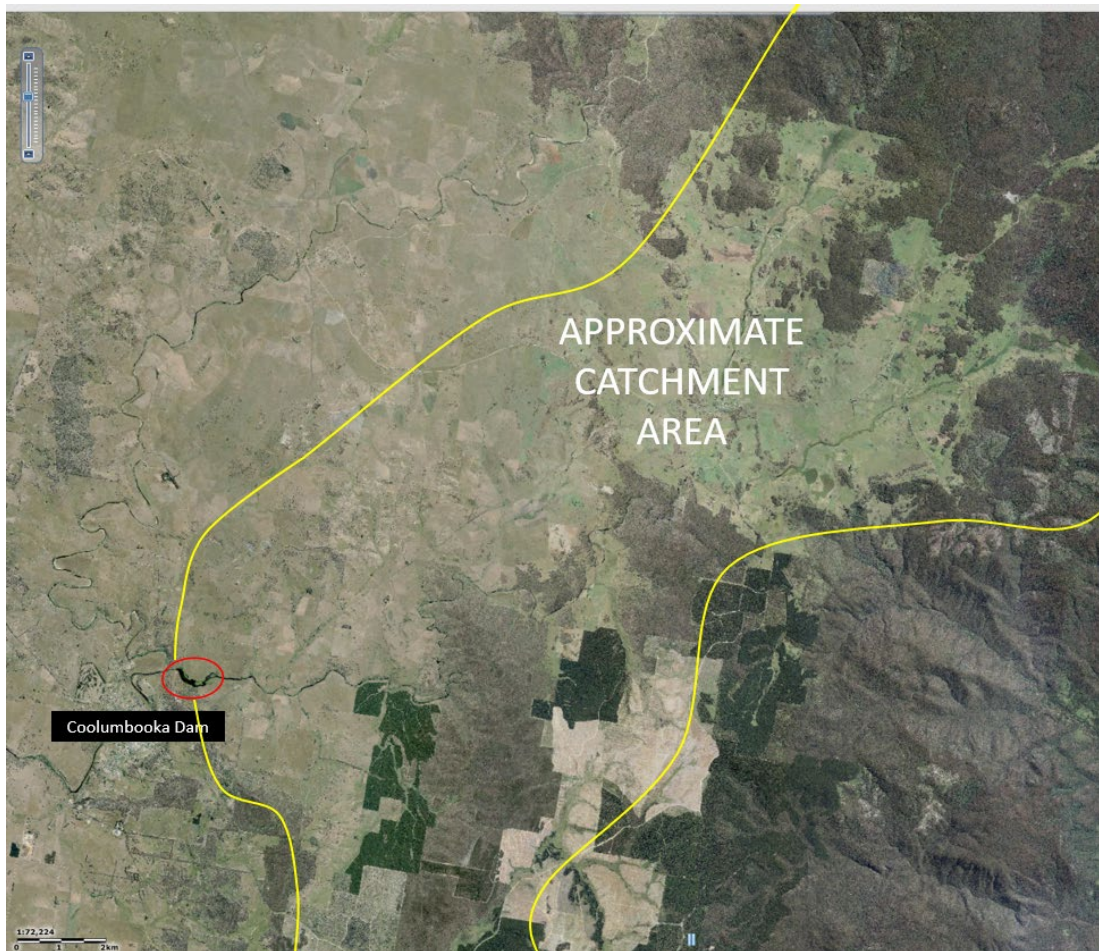 APPROXIMATE
CATCHMENT
AREA
Coolumbooka Dam
1:72,224
0 1 2km